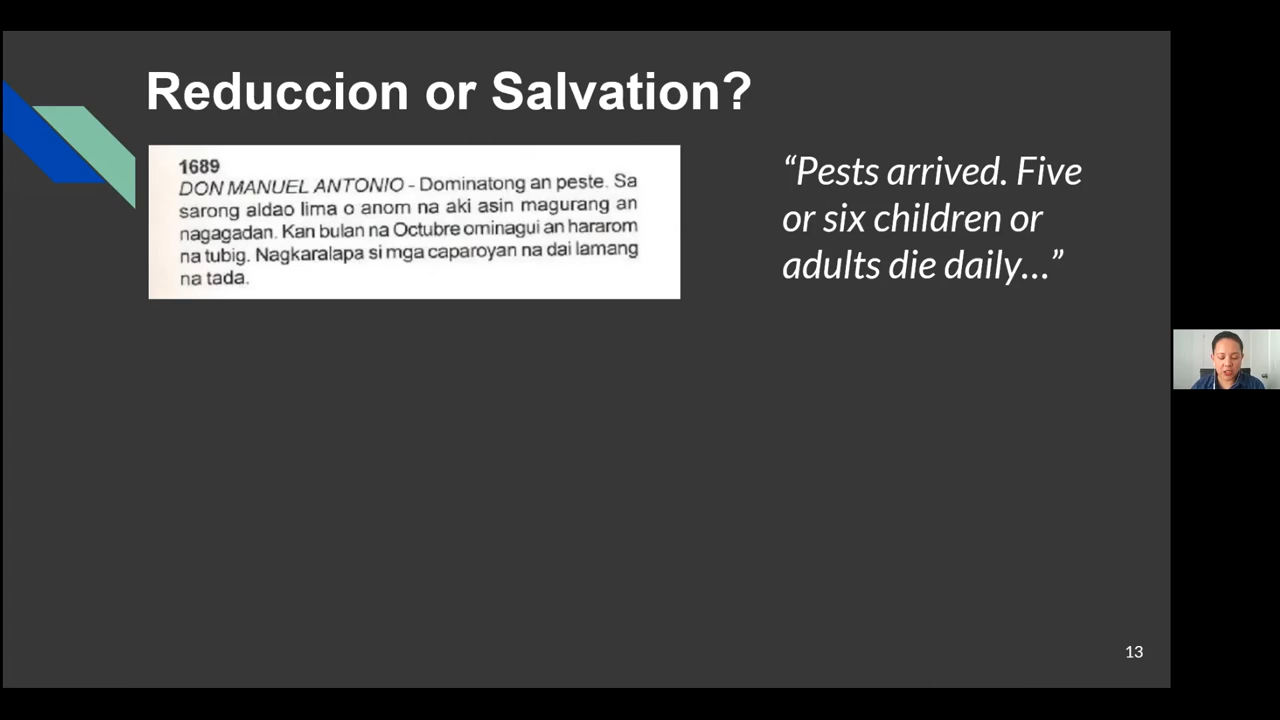 Reduccion or Salvation?
1689
DON MANUEL ANTONIO - Dominatong an peste. Sa
sarong aldao lima o anom na aki asin magurang an
nagagadan. Kan bulan na Octubre ominagui an hararom
na tubig. Nagkaralapa si mga caparoyan na dai lamang
na tada.
“Pests arrived. Five
or six children or
adults die daily...”
13